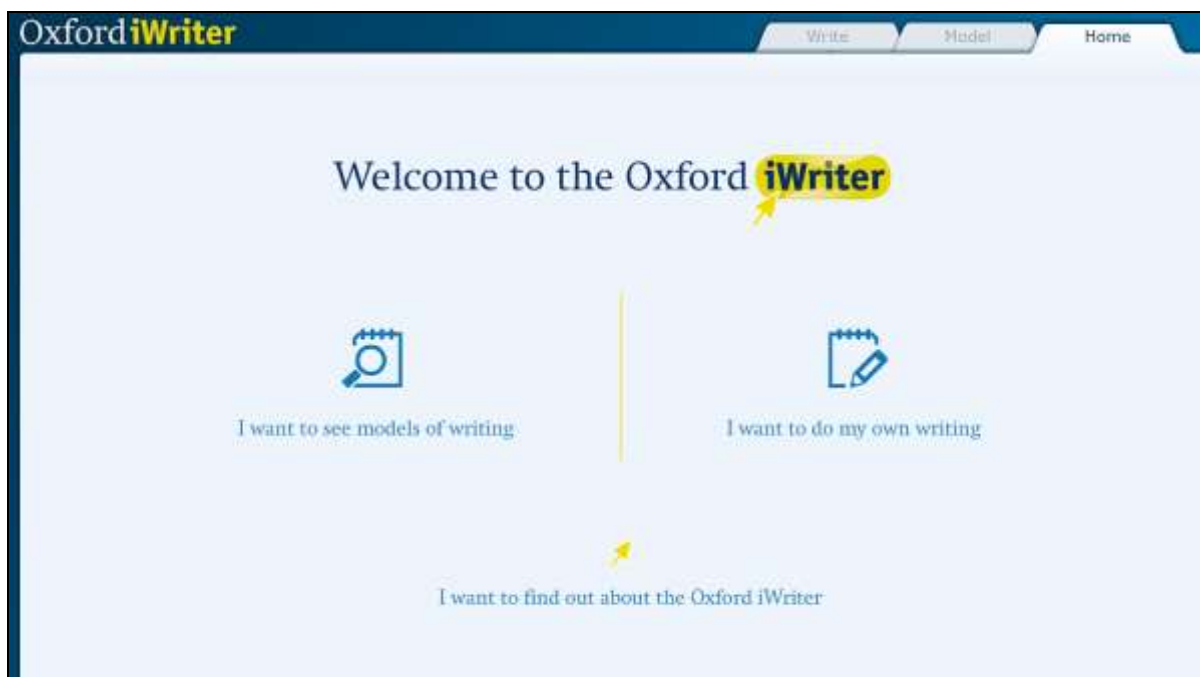 Oxford iWriter
Write Model Home
Welcome to the Oxford iWriter
I want to see models of writing
I want to do my own writing
I want to find out about the Oxford iWriter